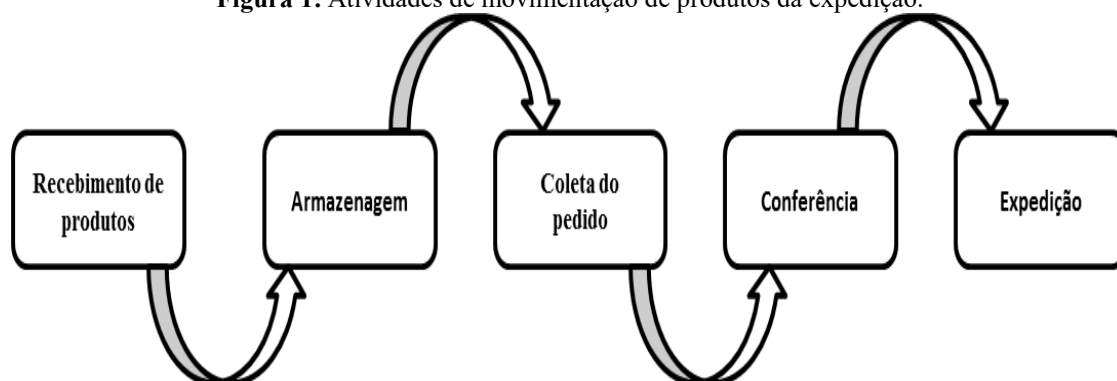 Figura 1. Atividades de movimentação de produtos da expedição.
Recebimento de
produtos
Armazenagem
Coleta do
pedido
Conferência
Expedição